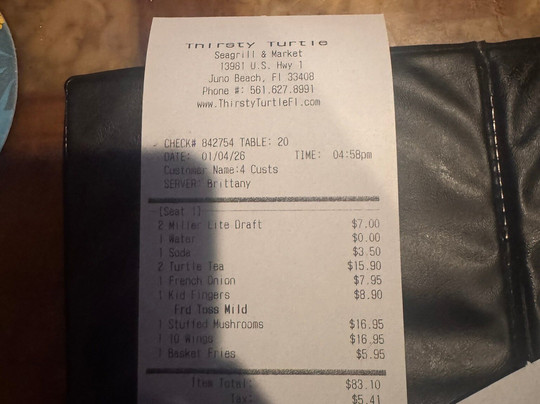 Thirsty Turtle
Seagrill & Market
13981 U.S. Hwy 1
Juno Beach, Fl 33408
Phone #: 561.627.8991
www.ThirstyTurtleFl.com
CHECK# 842754 TABLE: 20
DATE: 01/04/26 TIME: 04:58pm
Customer Name:4 Custs
SERVER: Brittany
[Seat 1]
2 Miller Lite Draft $7.00
1 Water $0.00
1 Soda $3.50
2 Turtle Tea $15.90
1 French Onion $7.95
1 Kid Fingers $8.90
Frd Toss Mild
1 Stuffed Mushrooms $16.95
1 10 Wings $16.95
1 Basket Fries $5.95
Item Total: $83.10
Tax: $5.41